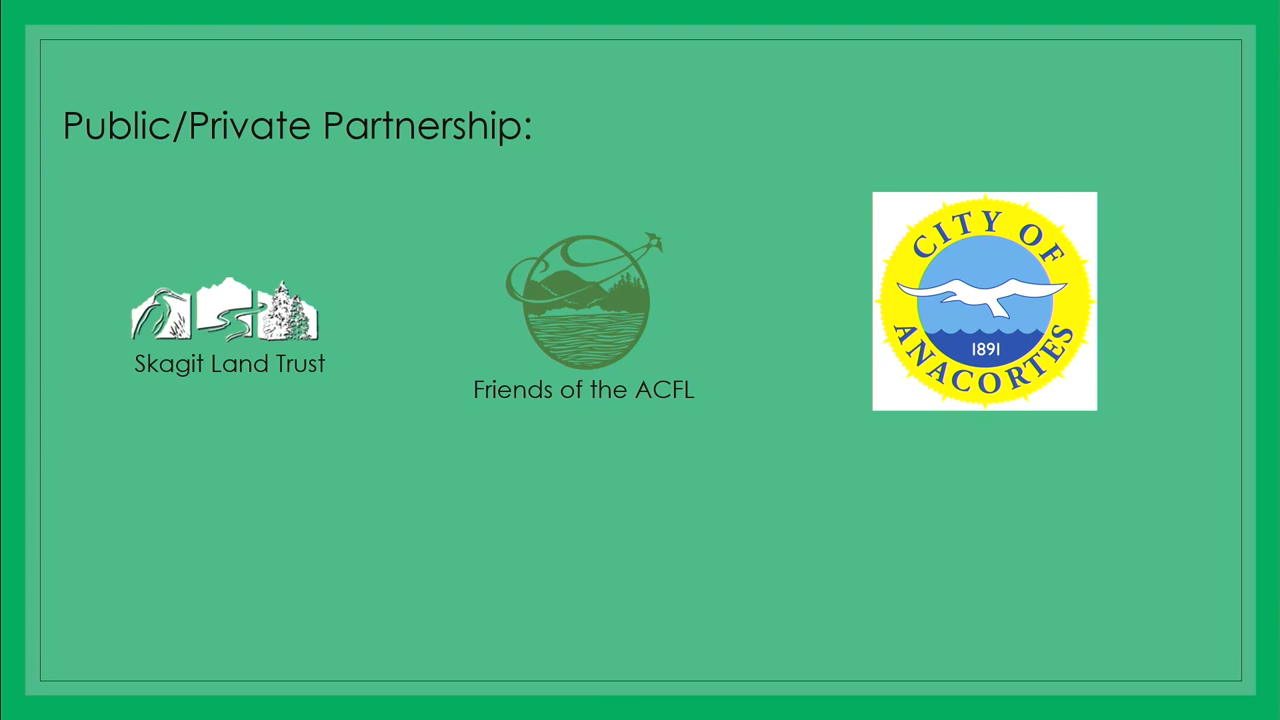 Public/Private Partnership:
Skagit Land Trust
Friends of the ACFL
CITY OF
1891
ANACORTES